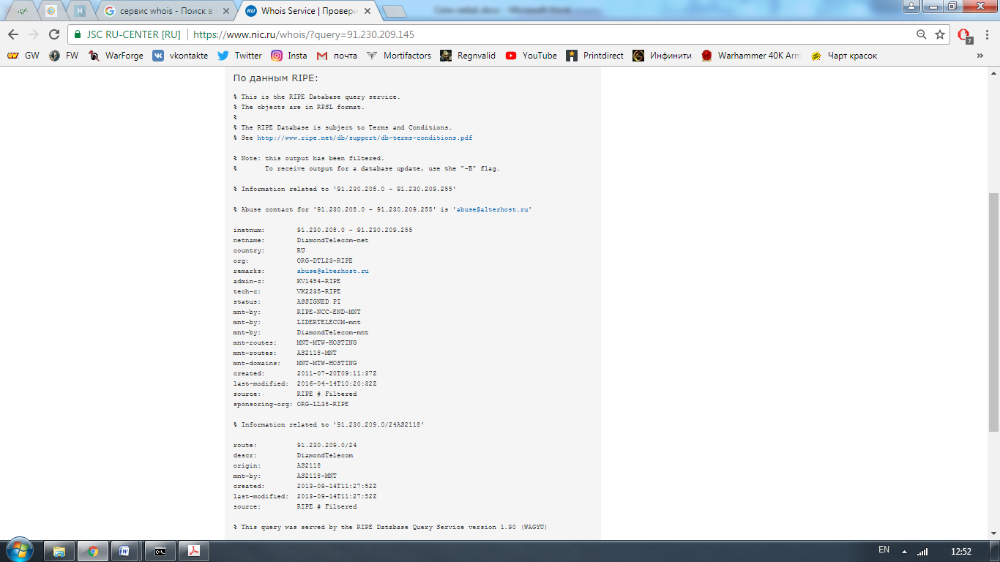 сервис whois - Поиск в
Whois Service | Провери
JSC RU-CENTER [RU]
https://www.nic.ru/whois/?query=91.230.209.145
7
GW
FW
WarForge
vkontakte
Twitter
Insta
почта
Mortifactors
Regnvalid
YouTube
Printdirect
Инфинити
Warhammer 40K Arm
Чарт красок
»
По данным RIPE:
% This is the RIPE Database query service.
% The objects are in RPSL format.
%
% The RIPE Database is subject to Terms and Conditions.
% See http://www.ripe.net/db/support/db-terms-conditions.pdf
% Note: this output has been filtered.
% To receive output for a database update, use the "-B" flag.
% Information related to '91.230.208.0 - 91.230.209.255'
% Abuse contact for '91.230.208.0 - 91.230.209.255' is 'abuse@alterhost.ru'
inetnum: 91.230.208.0 - 91.230.209.255
netname: DiamondTelecom-net
country: RU
org: ORG-DTL23-RIPE
remarks: abuse@alterhost.ru
admin-c: KV1454-RIPE
tech-c: VK2235-RIPE
status: ASSIGNED PI
mnt-by: RIPE-NCC-END-MNT
mnt-by: LIDERTELECOM-mnt
mnt-by: DiamondTelecom-mnt
mnt-routes: MNT-MTW-HOSTING
mnt-routes: AS2118-MNT
mnt-domains: MNT-MTW-HOSTING
created: 2011-07-20T09:11:37Z
last-modified: 2016-04-14T10:20:32Z
source: RIPE # Filtered
sponsoring-org: ORG-LL38-RIPE
% Information related to '91.230.209.0/24AS2118'
route: 91.230.209.0/24
descr: DiamondTelecom
origin: AS2118
mnt-by: AS2118-MNT
created: 2013-09-14T11:27:52Z
last-modified: 2013-09-14T11:27:52Z
source: RIPE # Filtered
% This query was served by the RIPE Database Query Service version 1.90 (WAGYU)
EN
12:52